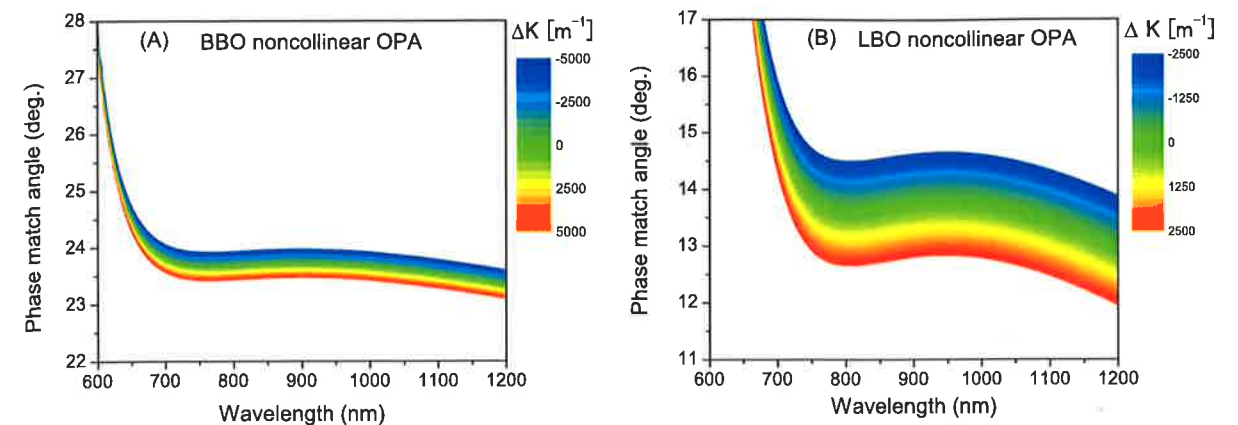 (A) BBO noncollinear OPA
ΔK [m⁻¹]
28
27
26
25
24
23
22
Phase match angle (deg.)
600 700 800 900 1000 1100 1200
Wavelength (nm)
-5000
-2500
0
2500
5000
(B) LBO noncollinear OPA
Δ K [m⁻¹]
17
16
15
14
13
12
11
Phase match angle (deg.)
600 700 800 900 1000 1100 1200
Wavelength (nm)
-2500
-1250
0
1250
2500